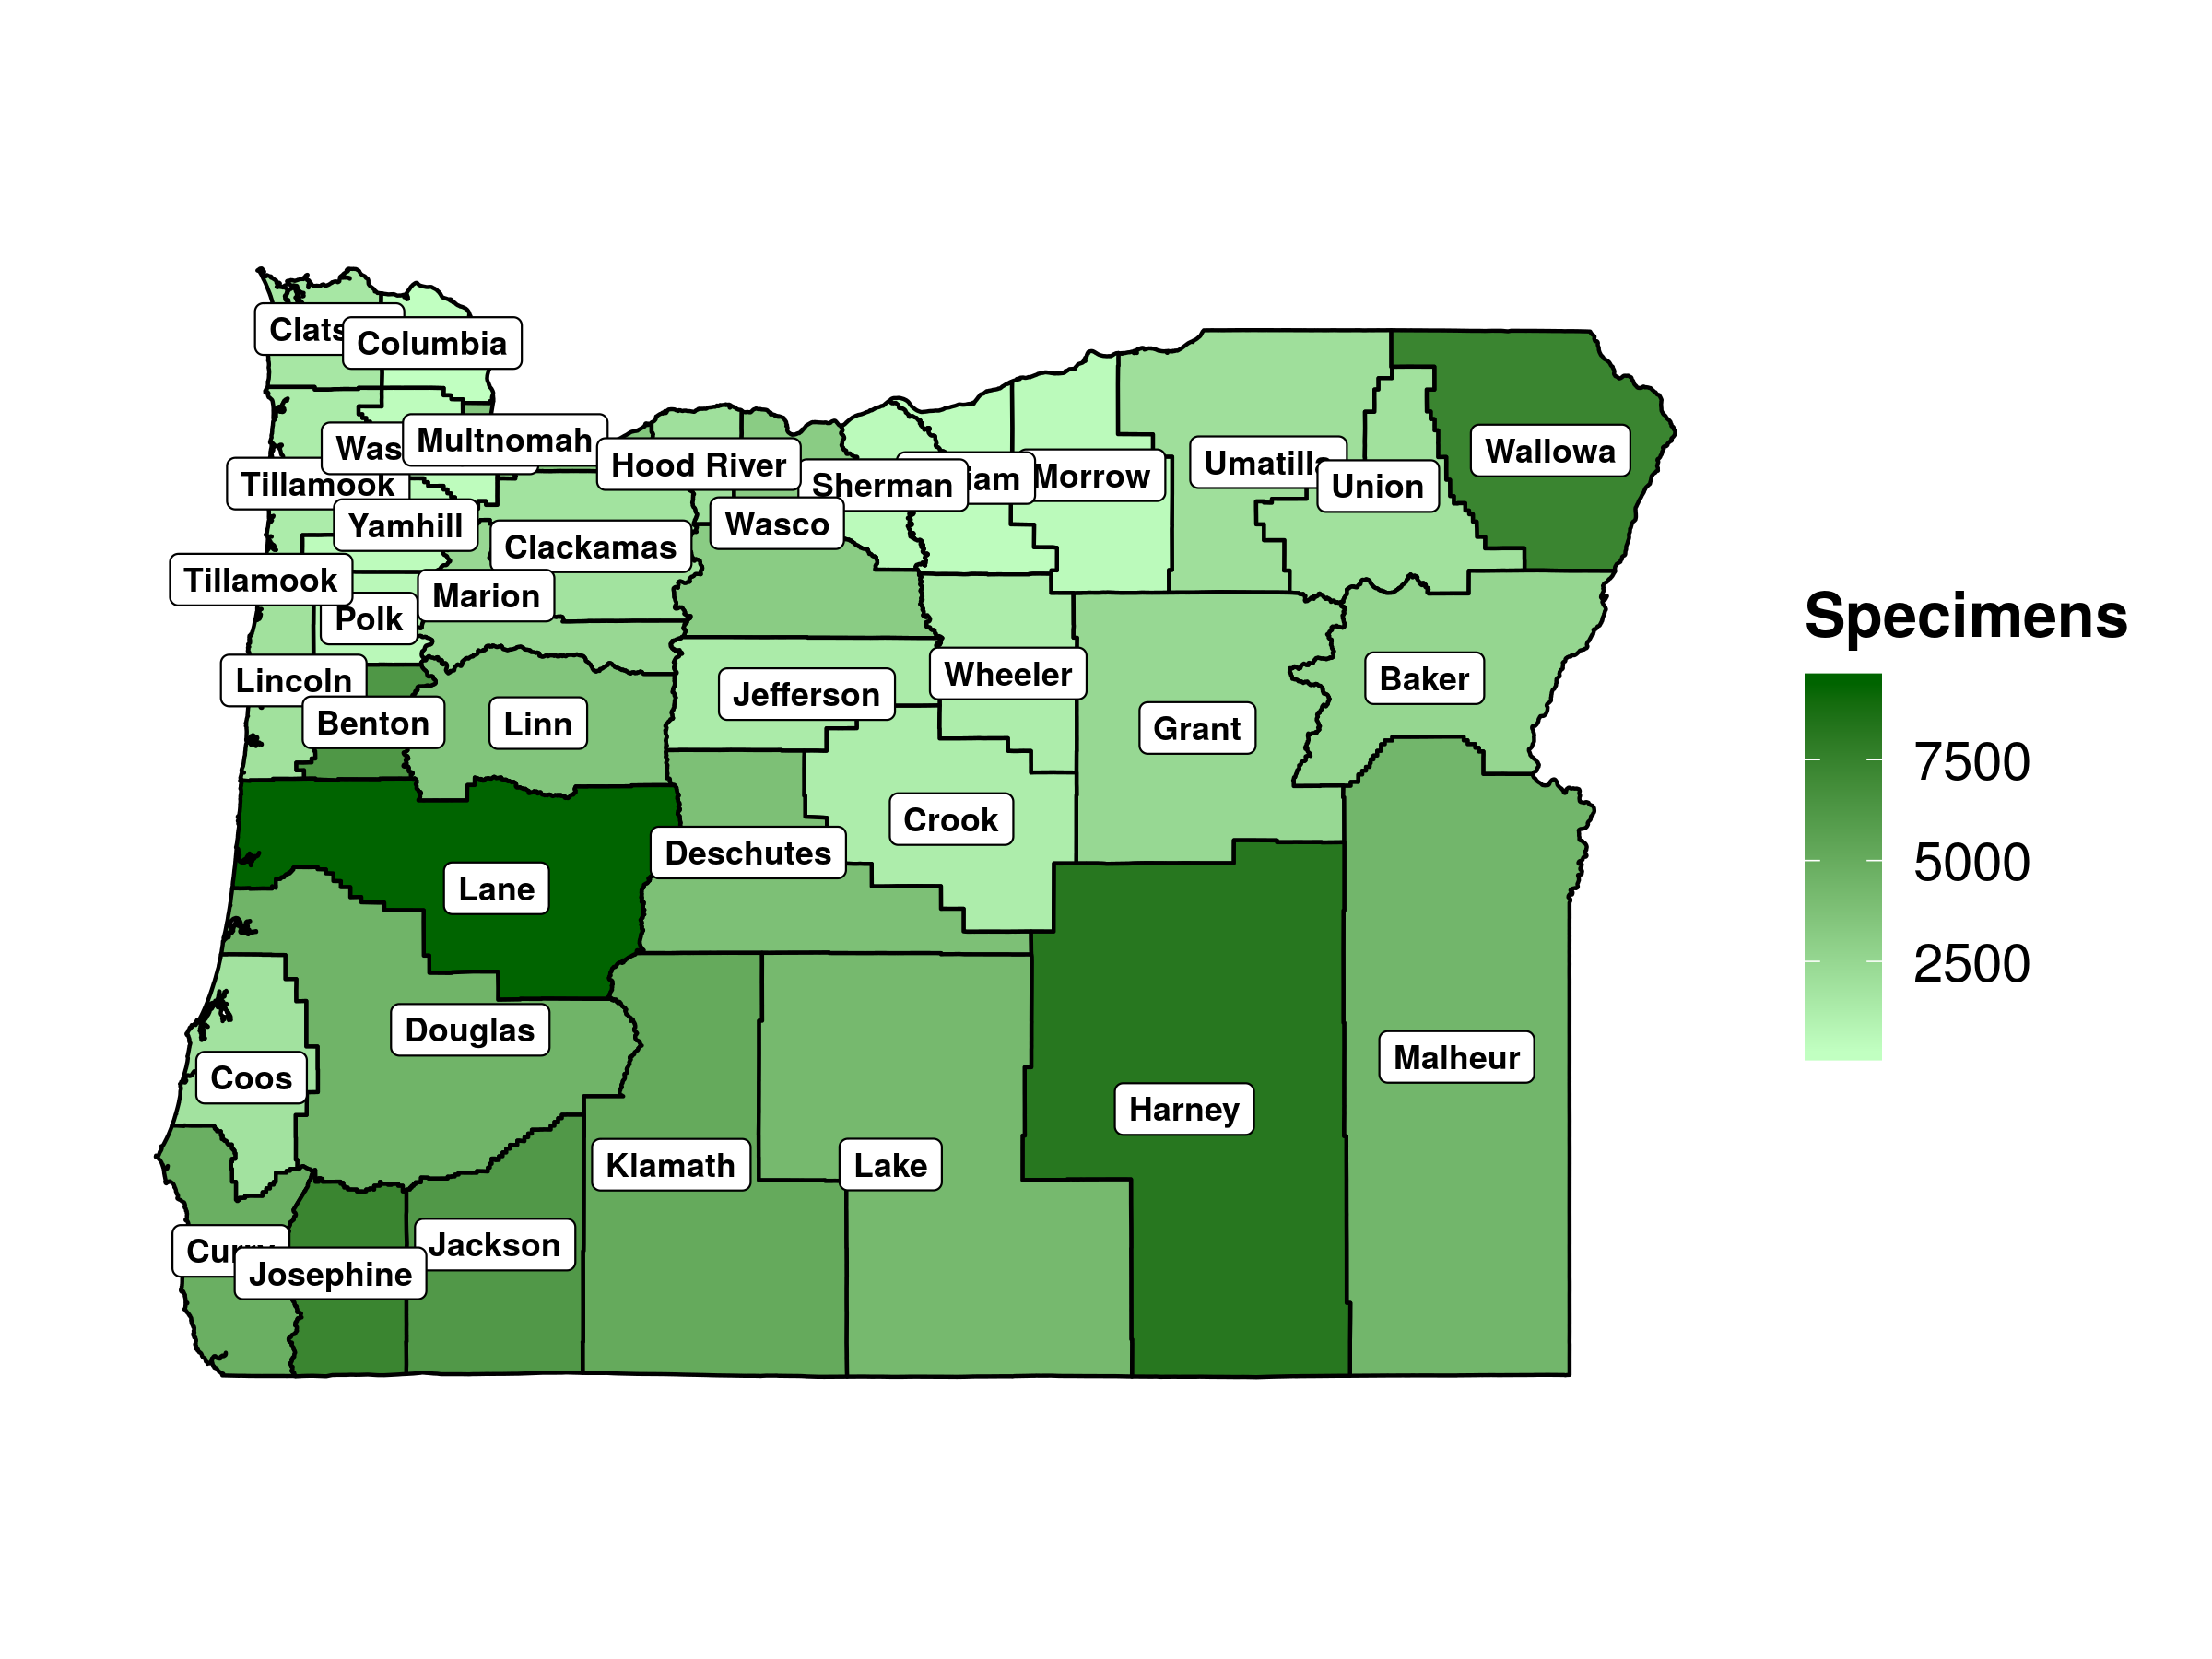 Clats
Columbia
Multnomah
Was
Hood River
Tillamook
Sherman
iam
Morrow
Umatilla
Union
Wallowa
Yamhill
Wasco
Clackamas
Tillamook
Marion
Polk
Lincoln
Benton
Linn
Jefferson
Wheeler
Grant
Baker
Crook
Deschutes
Lane
Douglas
Coos
Klamath
Lake
Harney
Malheur
Curry
Josephine
Jackson
Specimens
7500
5000
2500